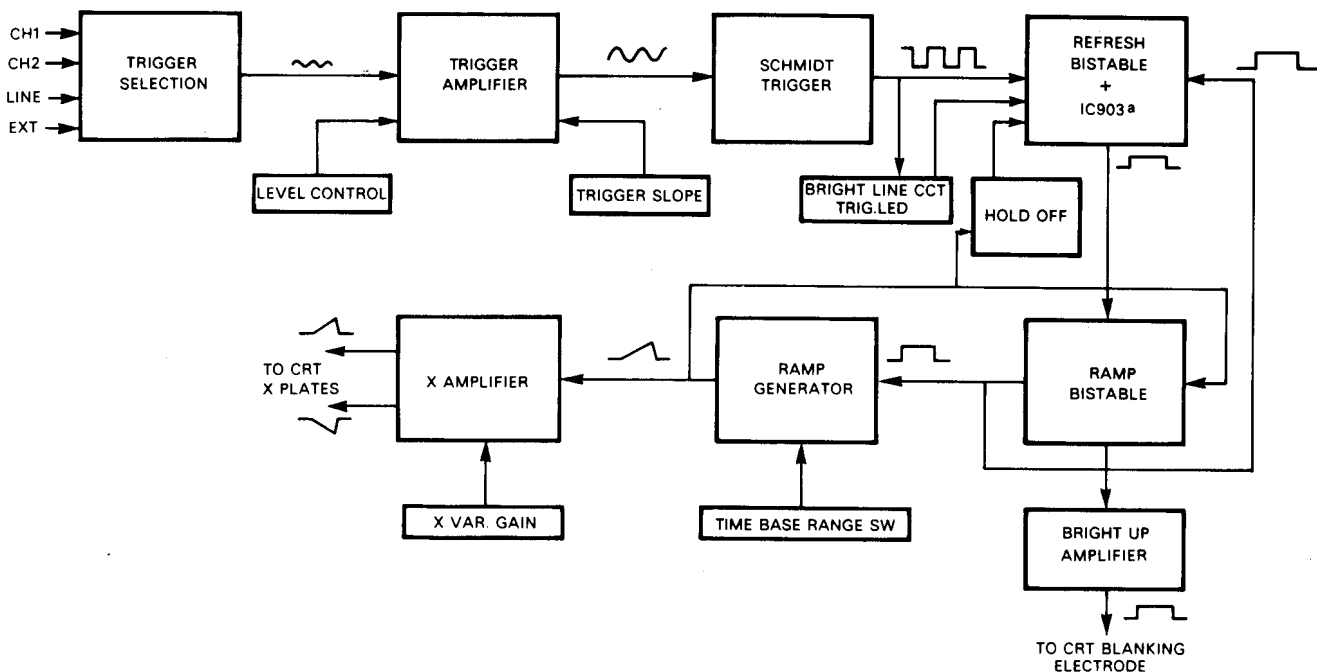 CH1
CH2
LINE
EXT
TRIGGER
SELECTION
TRIGGER
AMPLIFIER
SCHMIDT
TRIGGER
REFRESH
BISTABLE
+
IC903a
LEVEL CONTROL
TRIGGER SLOPE
BRIGHT LINE CCT
TRIG.LED
HOLD OFF
TO CRT
X PLATES
X AMPLIFIER
RAMP
GENERATOR
RAMP
BISTABLE
X VAR. GAIN
TIME BASE RANGE SW
BRIGHT UP
AMPLIFIER
TO CRT BLANKING
ELECTRODE